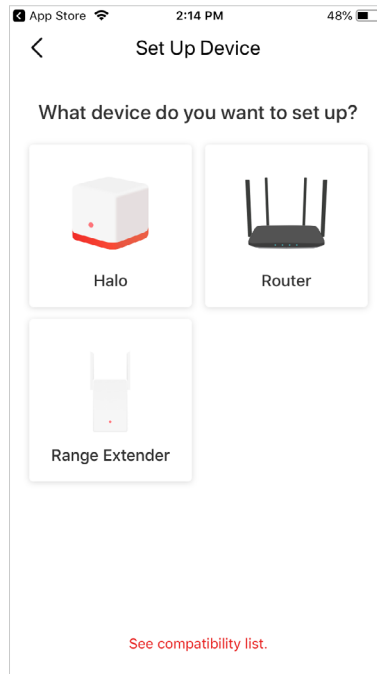 App Store 2:14 PM 48%
Set Up Device
What device do you want to set up?
Halo Router
Range Extender
See compatibility list.